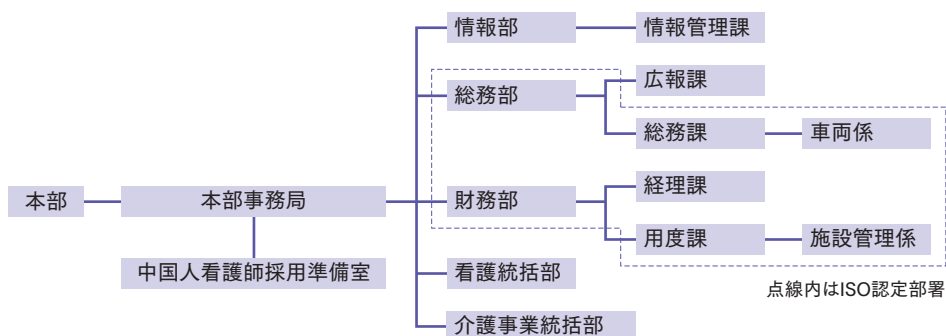 情報部
情報管理課
総務部
広報課
総務課
車両係
本部
本部事務局
財務部
経理課
用度課
施設管理係
中国人看護師採用準備室
看護統括部
介護事業統括部
点線内はISO認定部署